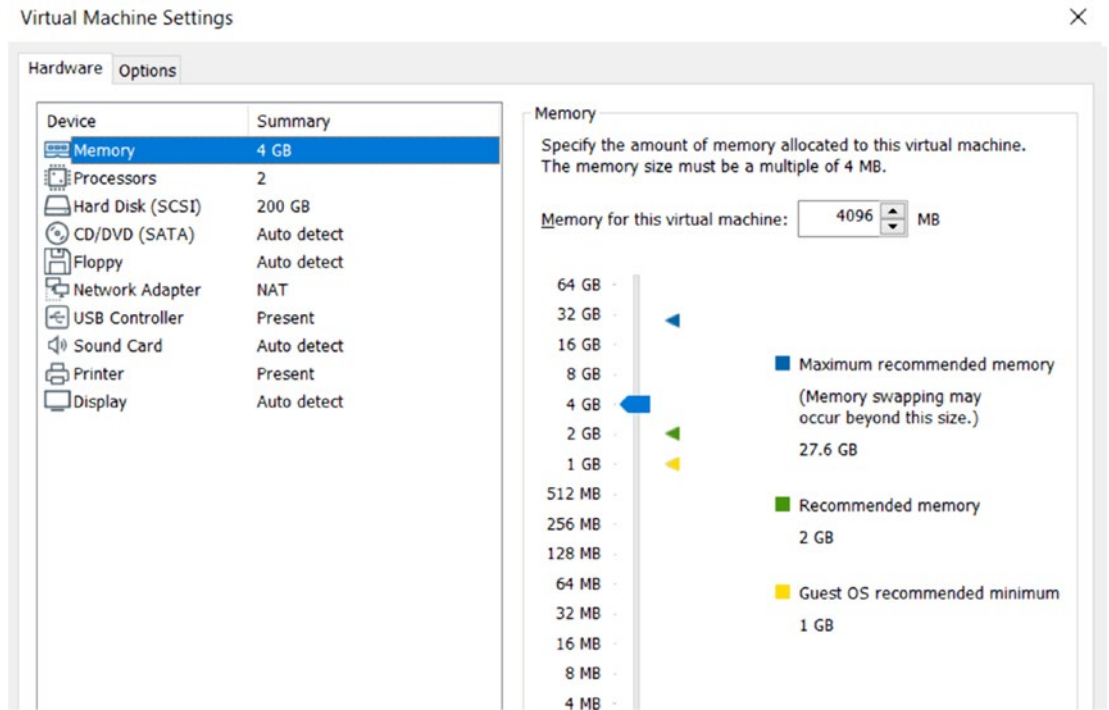 Virtual Machine Settings
Hardware Options
Device Summary
Memory 4 GB
Processors 2
Hard Disk (SCSI) 200 GB
CD/DVD (SATA) Auto detect
Floppy Auto detect
Network Adapter NAT
USB Controller Present
Sound Card Auto detect
Printer Present
Display Auto detect
Memory
Specify the amount of memory allocated to this virtual machine.
The memory size must be a multiple of 4 MB.
Memory for this virtual machine: 4096 MB
64 GB
32 GB
16 GB
8 GB
4 GB
2 GB
1 GB
512 MB
256 MB
128 MB
64 MB
32 MB
16 MB
8 MB
4 MB
Maximum recommended memory
(Memory swapping may
occur beyond this size.)
27.6 GB
Recommended memory
2 GB
Guest OS recommended minimum
1 GB